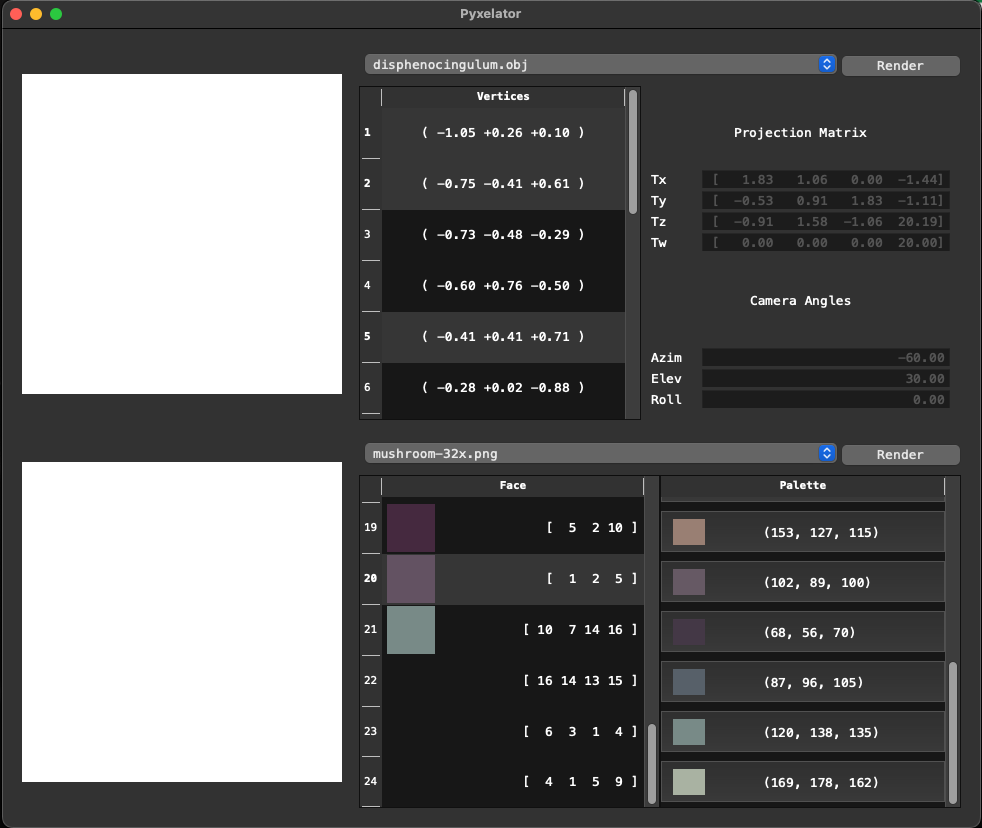 Pyxelator
disphenocingulum.obj
Render
Vertices
1 ( −1.05 +0.26 +0.10 )
2 ( −0.75 −0.41 +0.61 )
3 ( −0.73 −0.48 −0.29 )
4 ( −0.60 +0.76 −0.50 )
5 ( −0.41 +0.41 +0.71 )
6 ( −0.28 +0.02 −0.88 )
Projection Matrix
Tx [ 1.83 1.06 0.00 −1.44]
Ty [ −0.53 0.91 1.83 −1.11]
Tz [ −0.91 1.58 −1.06 20.19]
Tw [ 0.00 0.00 0.00 20.00]
Camera Angles
Azim −60.00
Elev 30.00
Roll 0.00
mushroom-32x.png
Render
Face
19 [ 5 2 10 ]
20 [ 1 2 5 ]
21 [ 10 7 14 16 ]
22 [ 16 14 13 15 ]
23 [ 6 3 1 4 ]
24 [ 4 1 5 9 ]
Palette
(153, 127, 115)
(102, 89, 100)
(68, 56, 70)
(87, 96, 105)
(120, 138, 135)
(169, 178, 162)